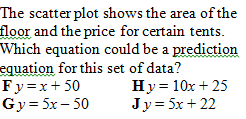 The scatter plot shows the area of the
floor and the price for certain tents.
Which equation could be a prediction
equation for this set of data?
F y = x + 50 H y = 10x + 25
G y = 5x – 50 J y = 5x + 22